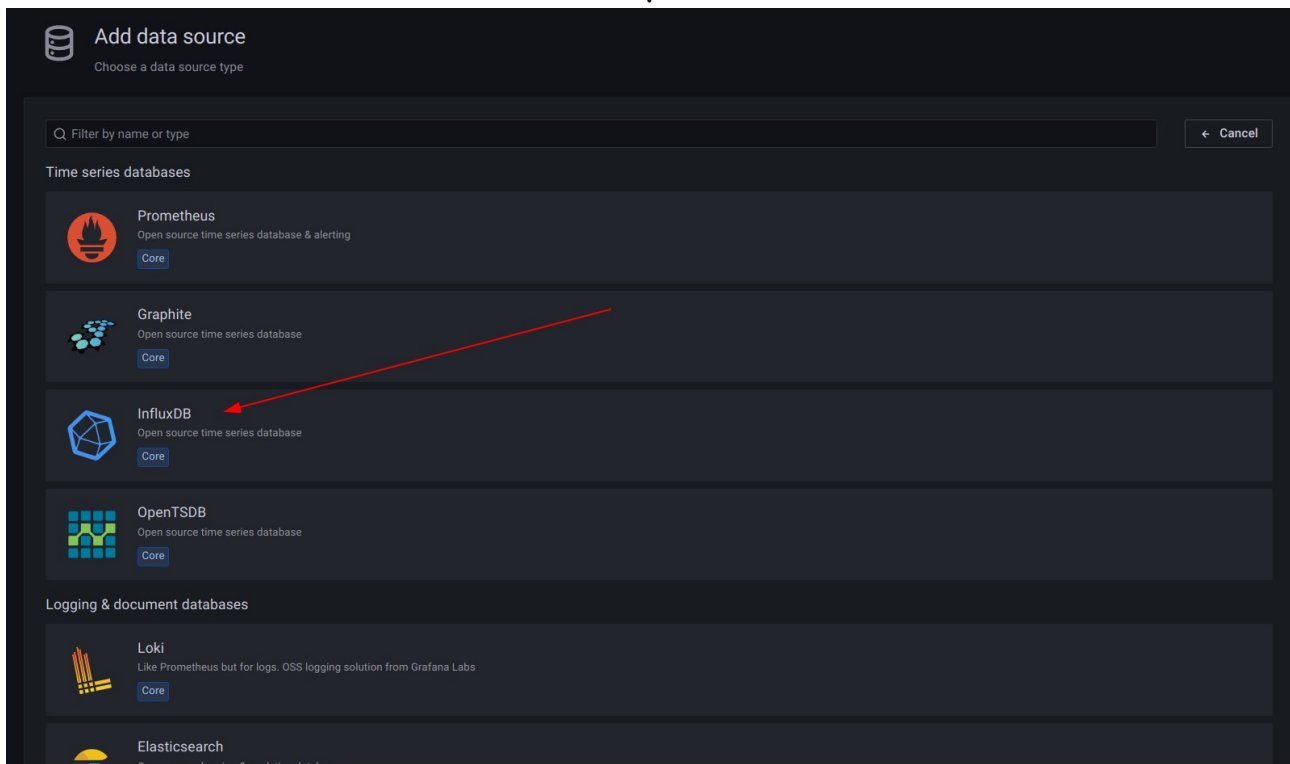 Add data source
Choose a data source type
Filter by name or type
Cancel
Time series databases
Prometheus
Open source time series database & alerting
Core
Graphite
Open source time series database
Core
InfluxDB
Open source time series database
Core
OpenTSDB
Open source time series database
Core
Logging & document databases
Loki
Like Prometheus but for logs. OSS logging solution from Grafana Labs
Core
Elasticsearch